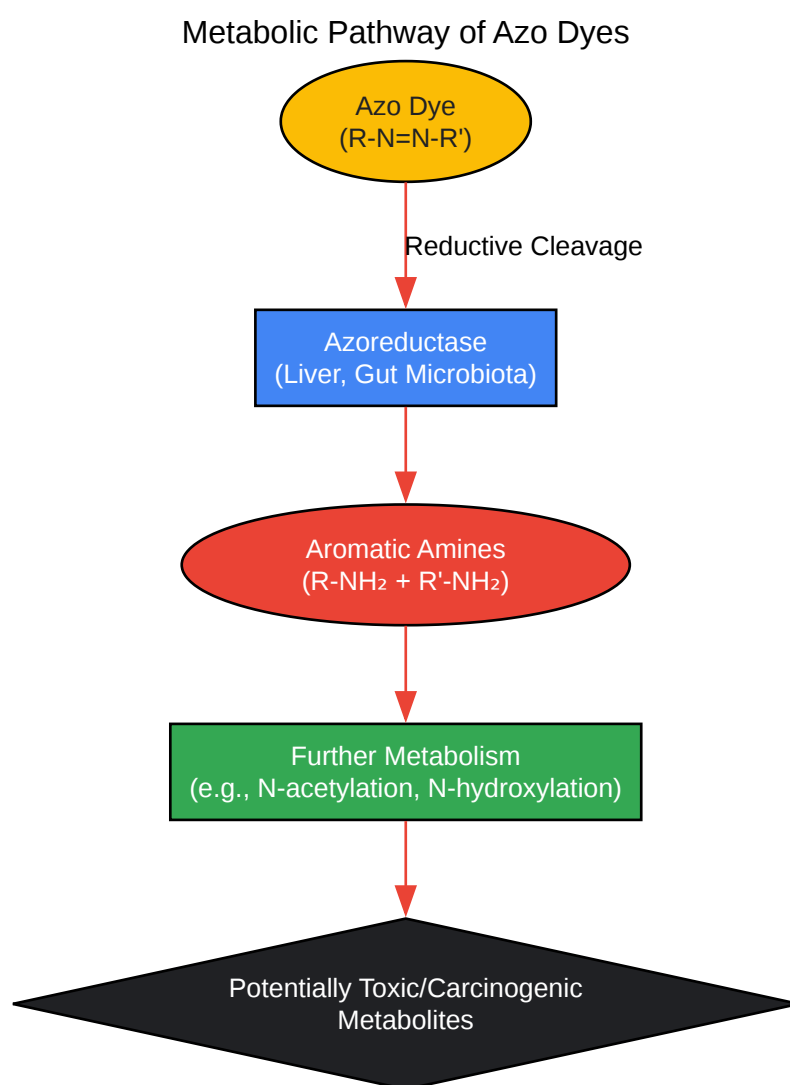 Metabolic Pathway of Azo Dyes
Azo Dye
(R-N=N-R')
Reductive Cleavage
Azoreductase
(Liver, Gut Microbiota)
Aromatic Amines
(R-NH₂ + R'-NH₂)
Further Metabolism
(e.g., N-acetylation, N-hydroxylation)
Potentially Toxic/Carcinogenic
Metabolites